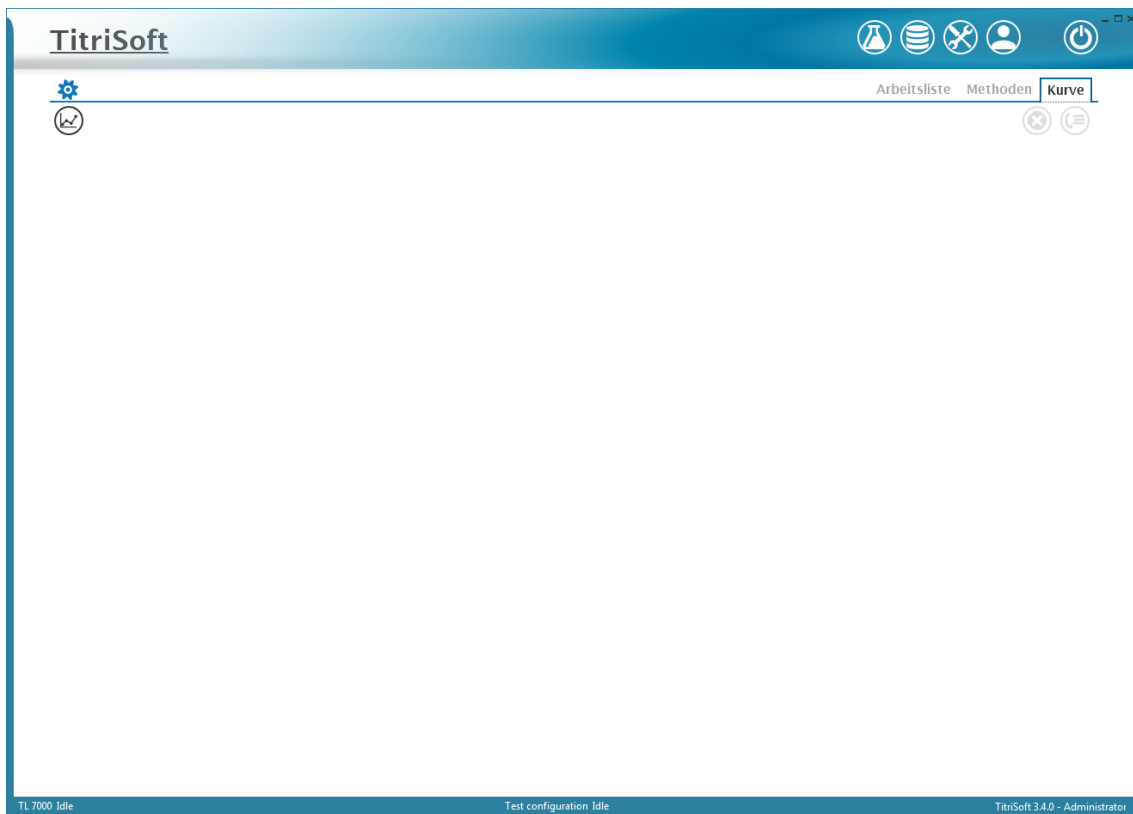 TitriSoft
Arbeitsliste Methoden Kurve
TL 7000 Idle Test configuration Idle TitriSoft 3.4.0 - Administrator